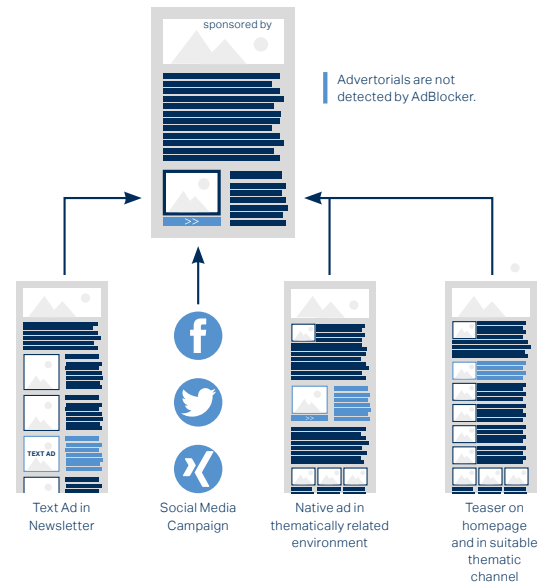 sponsored by
Advertorials are not
detected by AdBlocker.
>>
>>
TEXT AD
Text Ad in
Newsletter
Social Media
Campaign
Native ad in
thematically related
environment
Teaser on
homepage
and in suitable
thematic
channel